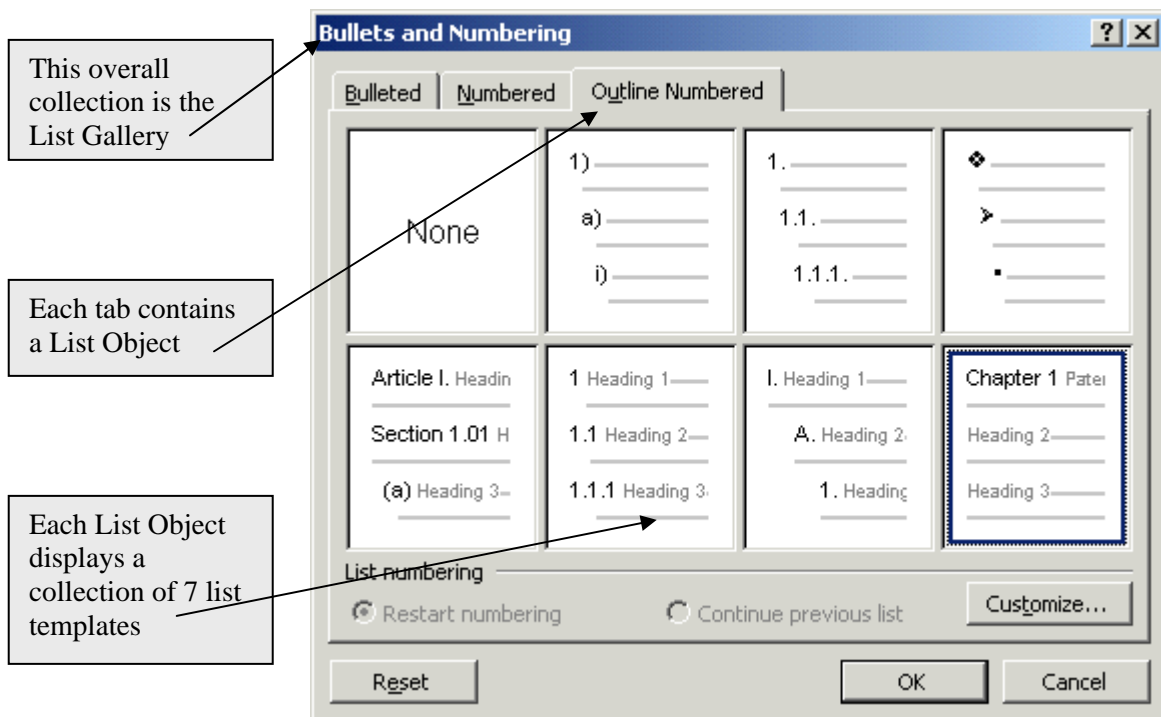 Bullets and Numbering
This overall
collection is the
List Gallery
Bulleted
Numbered
Outline Numbered
None
1)
a)
i)
1.
1.1.
1.1.1.
Each tab contains
a List Object
Article I. Headin
Section 1.01 H
(a) Heading 3
1 Heading 1
1.1 Heading 2
1.1.1 Heading 3
I. Heading 1
A. Heading 2
1. Heading
Chapter 1 Pater
Heading 2
Heading 3
Each List Object
displays a
collection of 7 list
templates
List numbering
Restart numbering
Continue previous list
Customize...
Reset
OK
Cancel